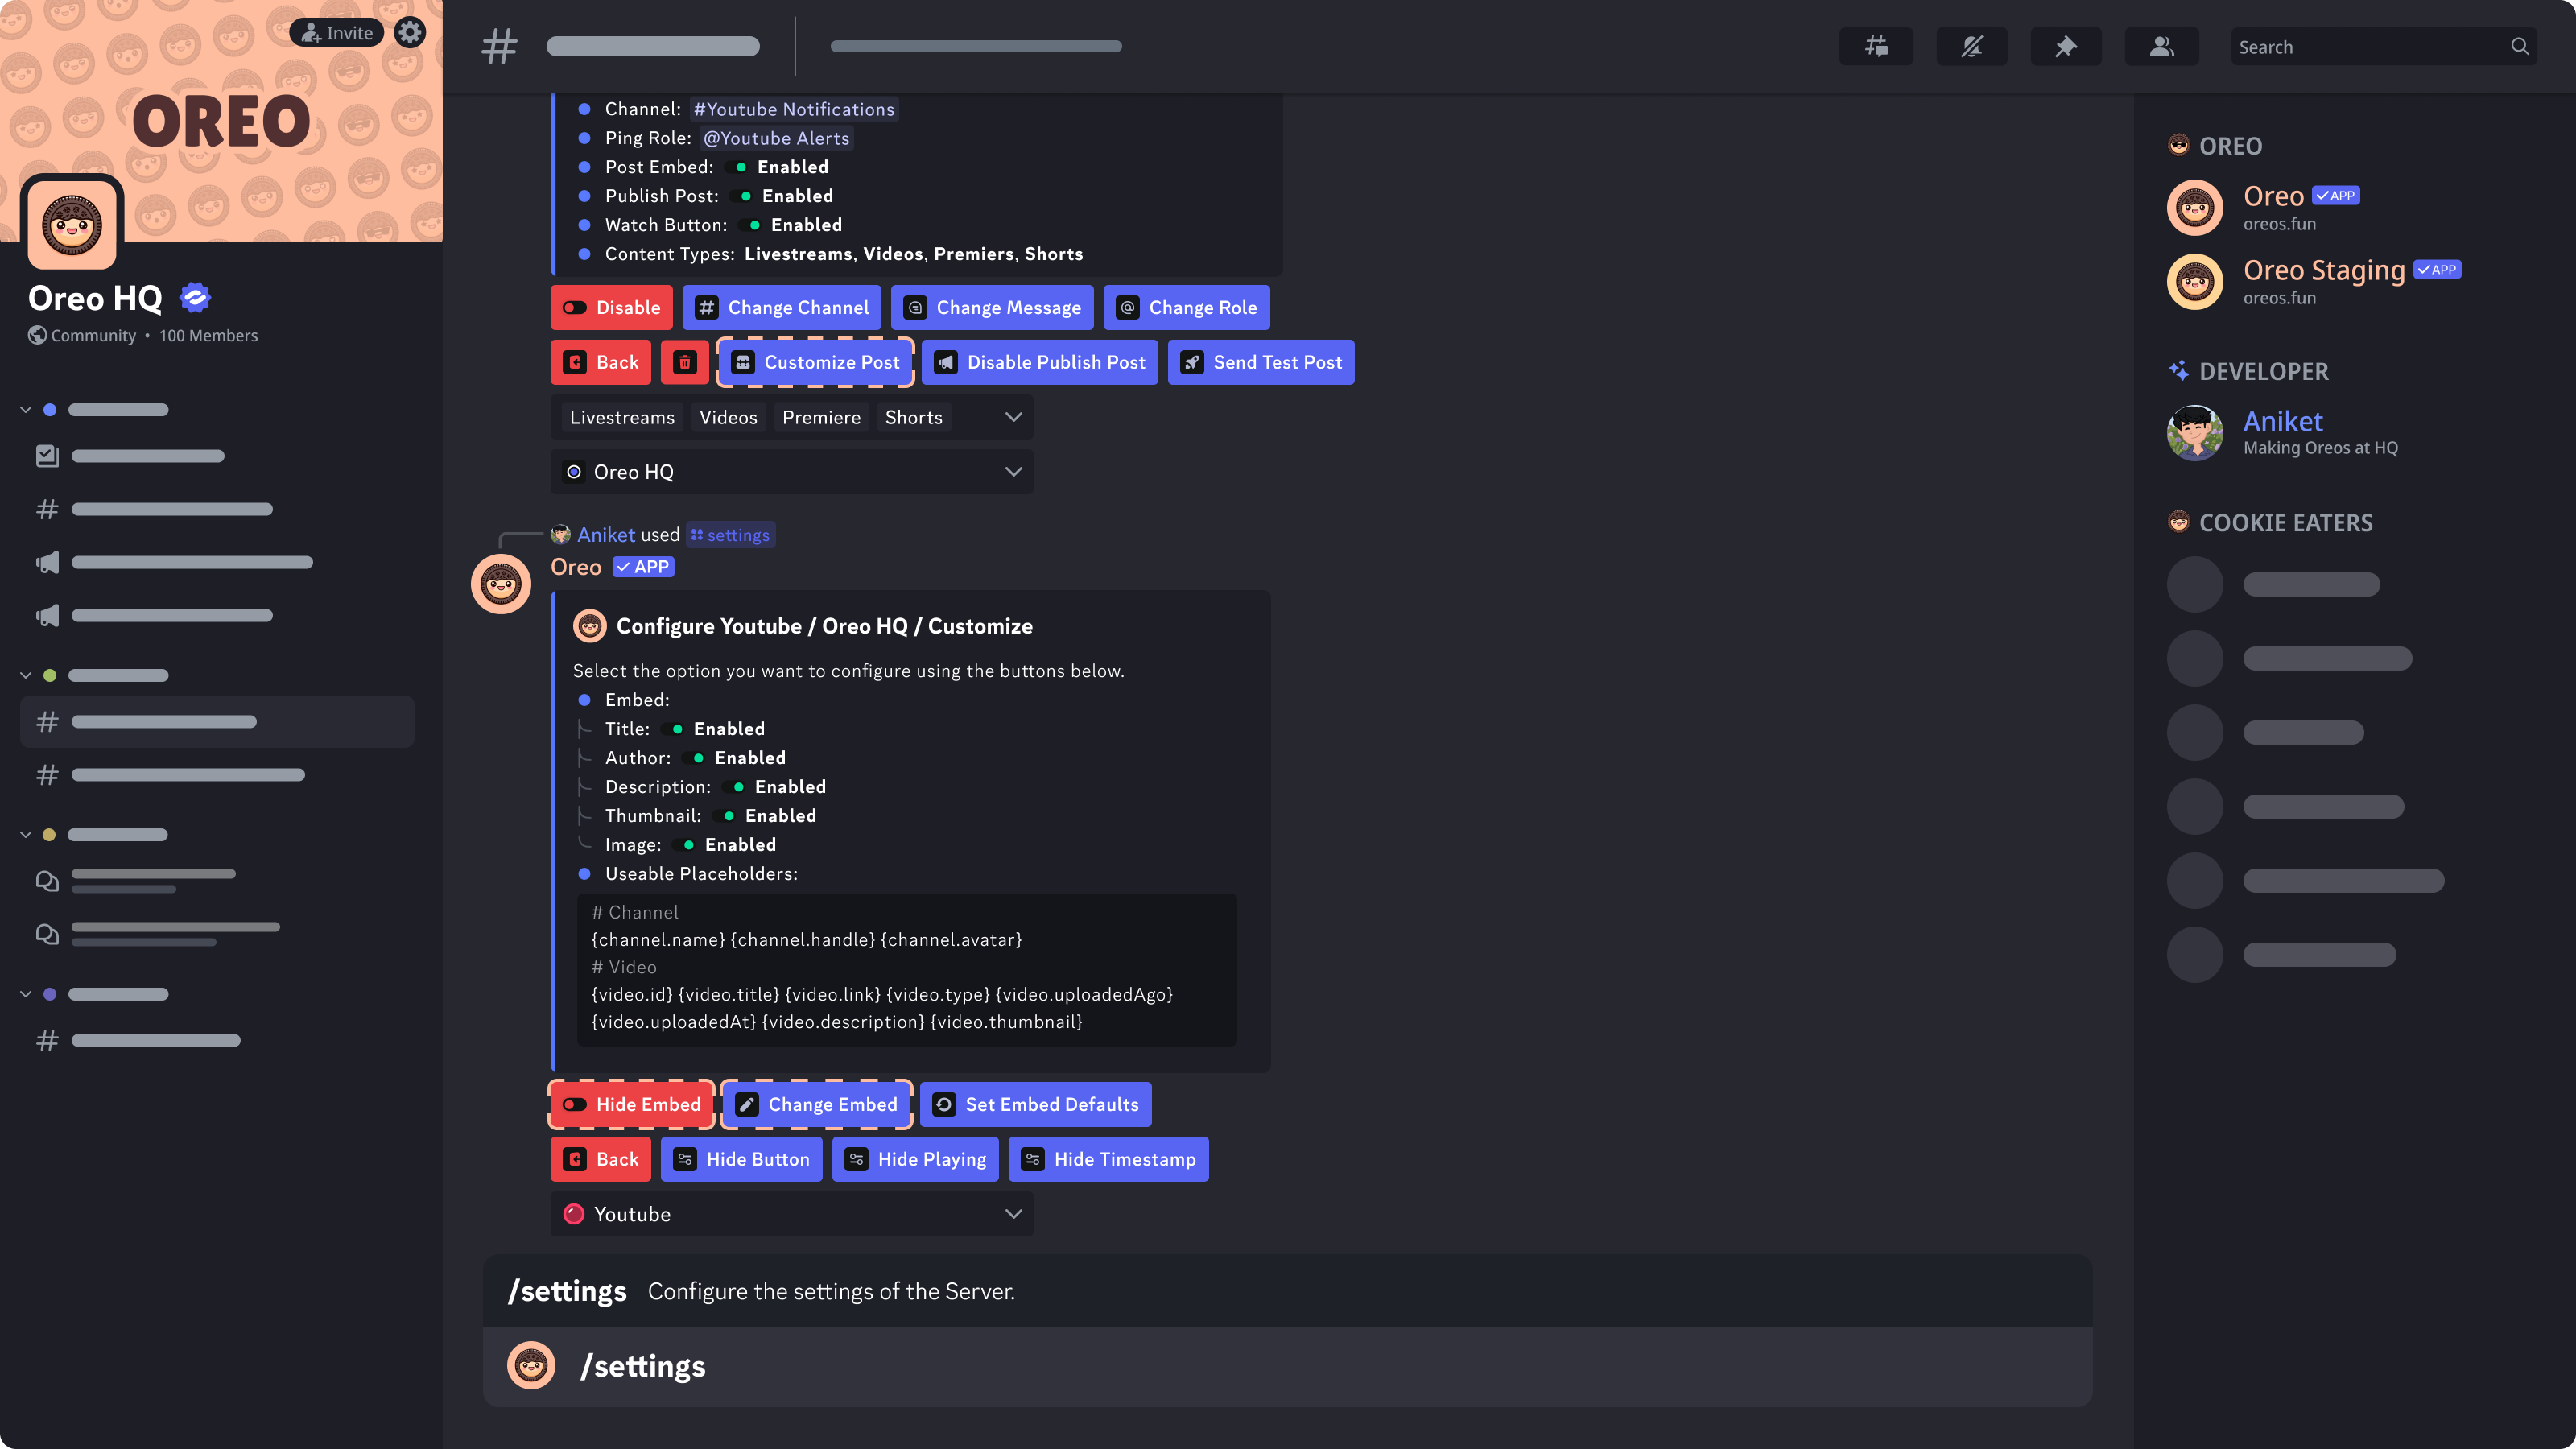 Invite
OREO
Oreo HQ
Community • 100 Members
Search
Channel: #Youtube Notifications
Ping Role: @Youtube Alerts
Post Embed: Enabled
Publish Post: Enabled
Watch Button: Enabled
Content Types: Livestreams, Videos, Premiers, Shorts
Disable Change Channel Change Message Change Role
Back Customize Post Disable Publish Post Send Test Post
Livestreams Videos Premiere Shorts
Oreo HQ
Aniket used settings
Oreo APP
Configure Youtube / Oreo HQ / Customize
Select the option you want to configure using the buttons below.
Embed:
Title: Enabled
Author: Enabled
Description: Enabled
Thumbnail: Enabled
Image: Enabled
Useable Placeholders:
# Channel
{channel.name} {channel.handle} {channel.avatar}
# Video
{video.id} {video.title} {video.link} {video.type} {video.uploadedAgo}
{video.uploadedAt} {video.description} {video.thumbnail}
Hide Embed Change Embed Set Embed Defaults
Back Hide Button Hide Playing Hide Timestamp
Youtube
/settings Configure the settings of the Server.
/settings
OREO
Oreo APP
oreos.fun
Oreo Staging APP
oreos.fun
DEVELOPER
Aniket
Making Oreos at HQ
COOKIE EATERS